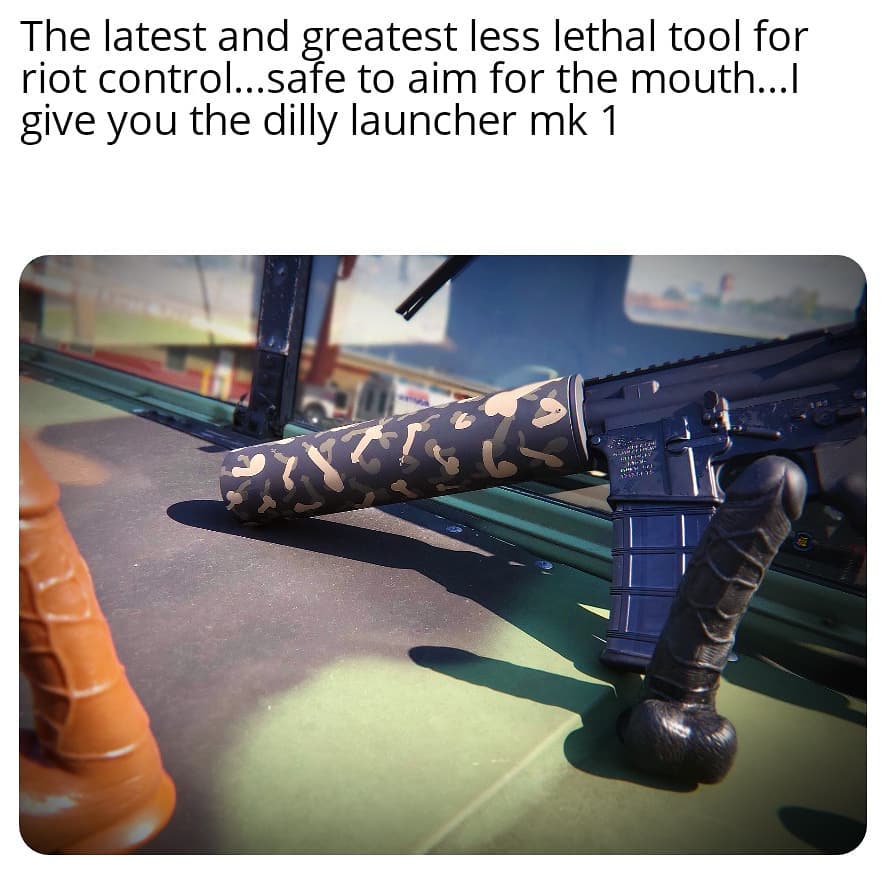 The latest and greatest less lethal tool for
riot control...safe to aim for the mouth...I
give you the dilly launcher mk 1